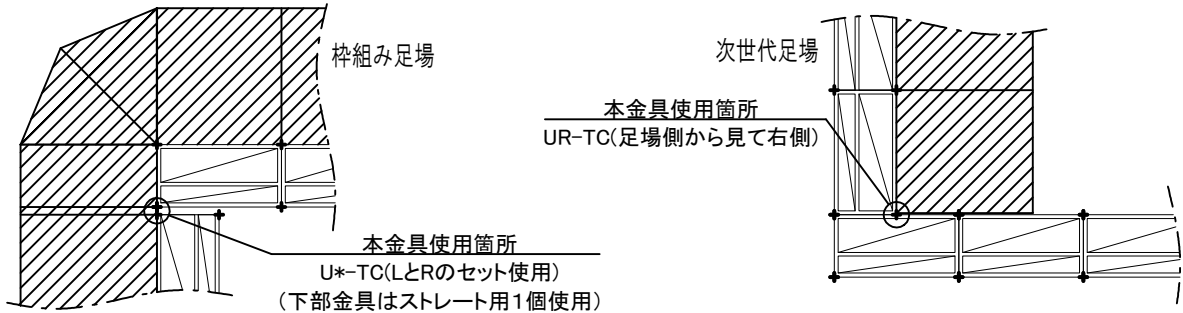 枠組み足場
本金具使用箇所
U*-TC(LとRのセット使用)
(下部金具はストレート用1個使用)
次世代足場
本金具使用箇所
UR-TC(足場側から見て右側)